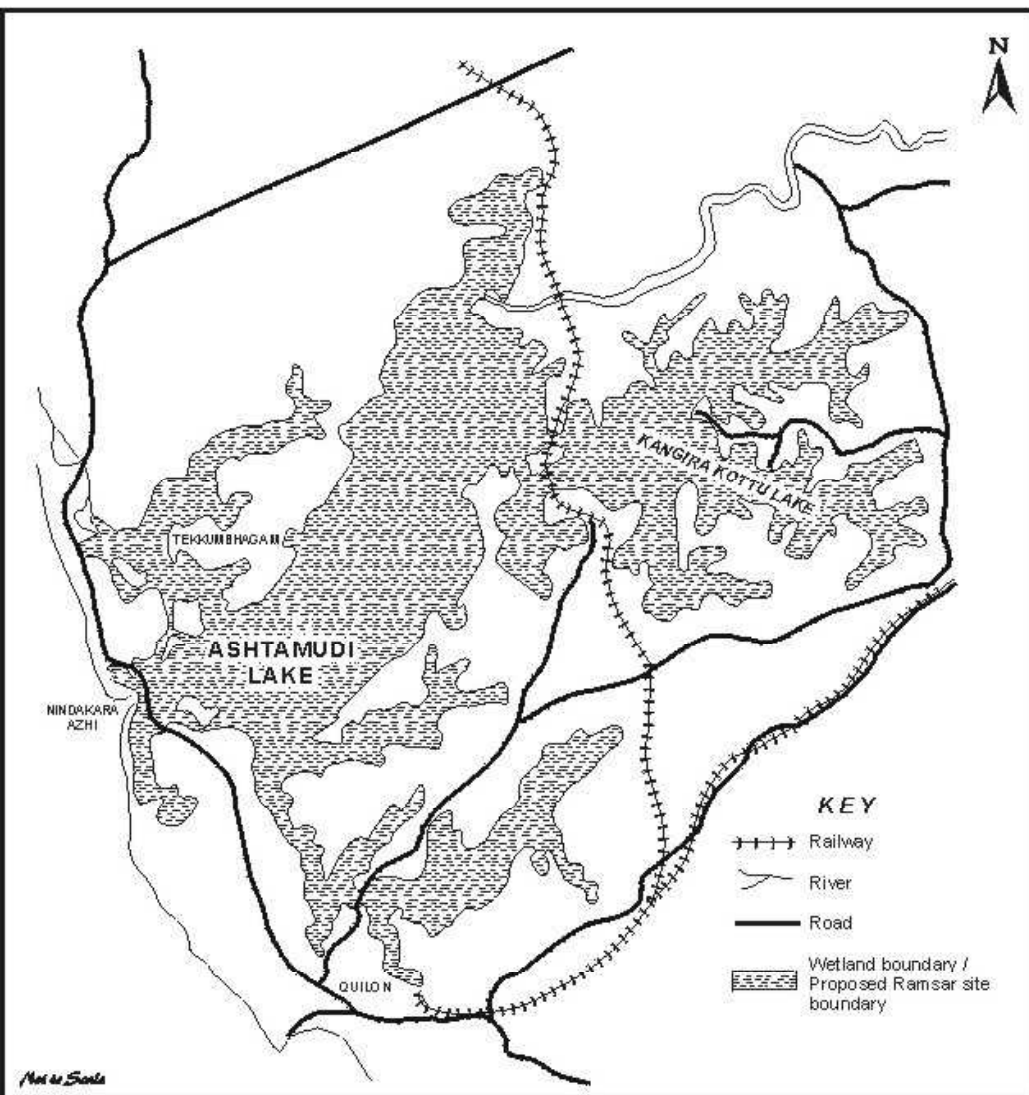 N
KANGIRA KOTTU LAKE
TEKKUMBHAGAM
ASHTAMUDI
LAKE
NINDAKARA
AZHI
QUILON
KEY
Railway
River
Road
Wetland boundary /
Proposed Ramsar site
boundary
Not to Scale